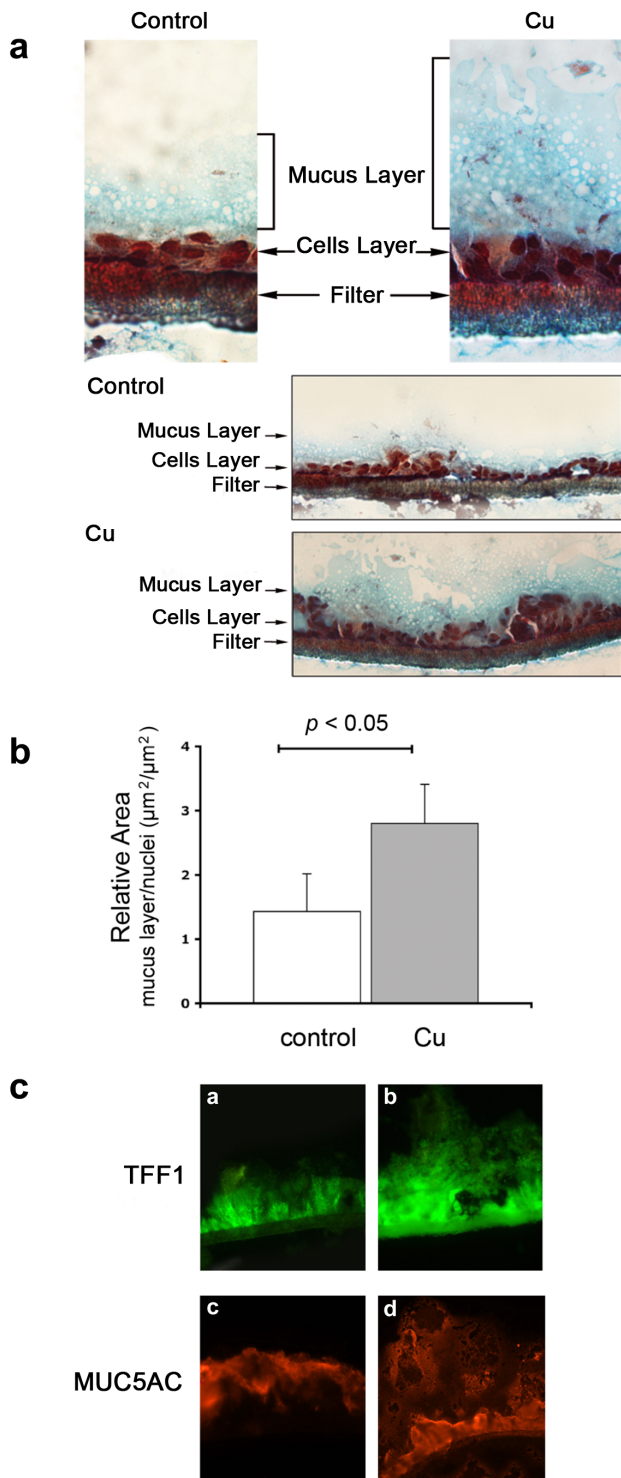 Control
Cu
a
Mucus Layer
Cells Layer
Filter
Control
Mucus Layer
Cells Layer
Filter
Cu
Mucus Layer
Cells Layer
Filter
b
p < 0.05
Relative Area
mucus layer/nuclei (µm²/µm²)
4
3
2
1
0
control
Cu
c
a
b
TFF1
c
d
MUC5AC